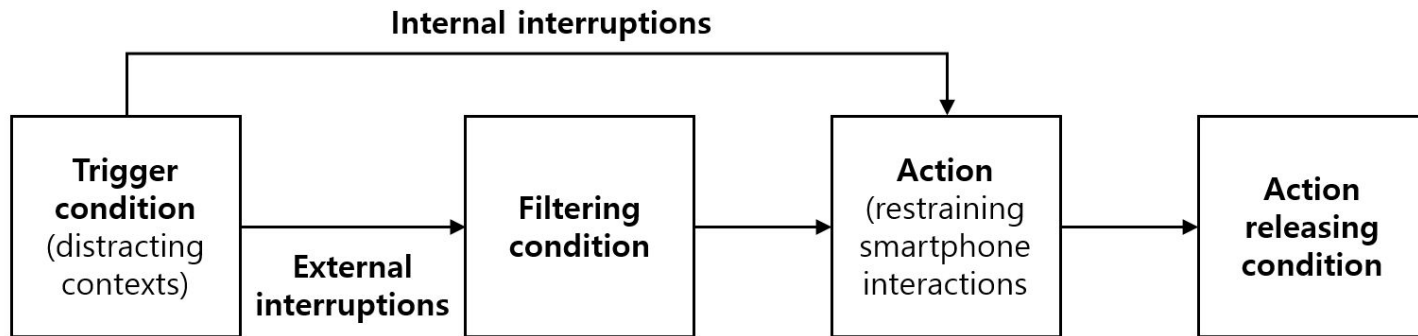 Internal interruptions
Trigger
condition
(distracting
contexts)
External
interruptions
Filtering
condition
Action
(restraining
smartphone
interactions
Action
releasing
condition